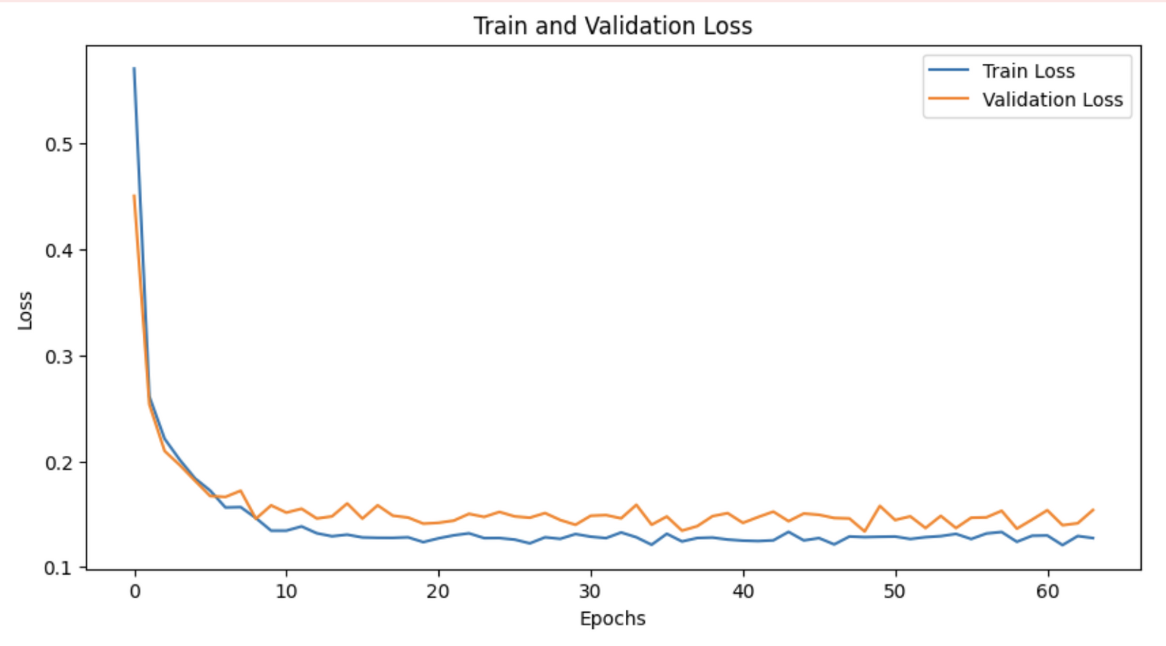 Train and Validation Loss
Train Loss
Validation Loss
0.5
0.4
0.3
0.2
0.1
Loss
0 10 20 30 40 50 60
Epochs